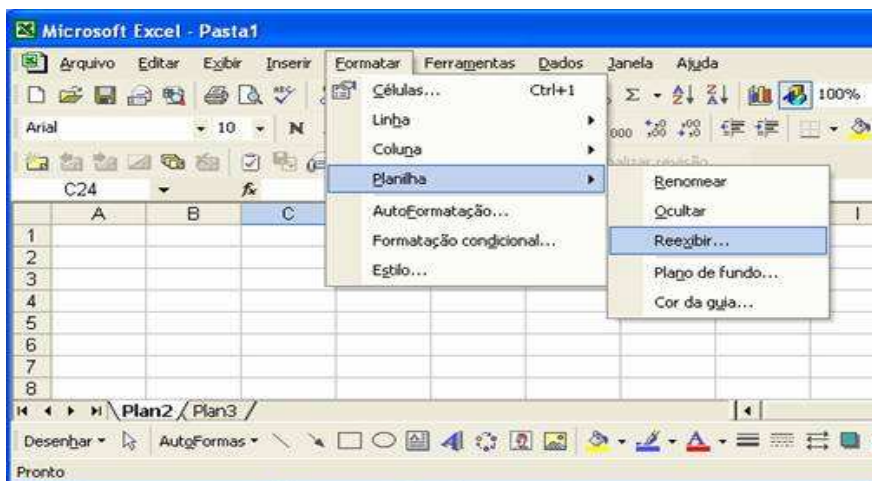 Microsoft Excel - Pasta1
Arquivo Editar Exibir Inserir Formatar Ferramentas Dados Janela Ajuda
Células... Ctrl+1
Σ 100%
Arial 10 N
Linha
000
Coluna
C24 fx
Planilha
Renomear
AutoFormatação...
Ocultar
A B C I
Formatação condicional...
Reexibir...
1
2
Estilo...
Plano de fundo...
3
4
Cor da guia...
5
6
7
8
Plan2 Plan3
Desenhar AutoFormas
Pronto